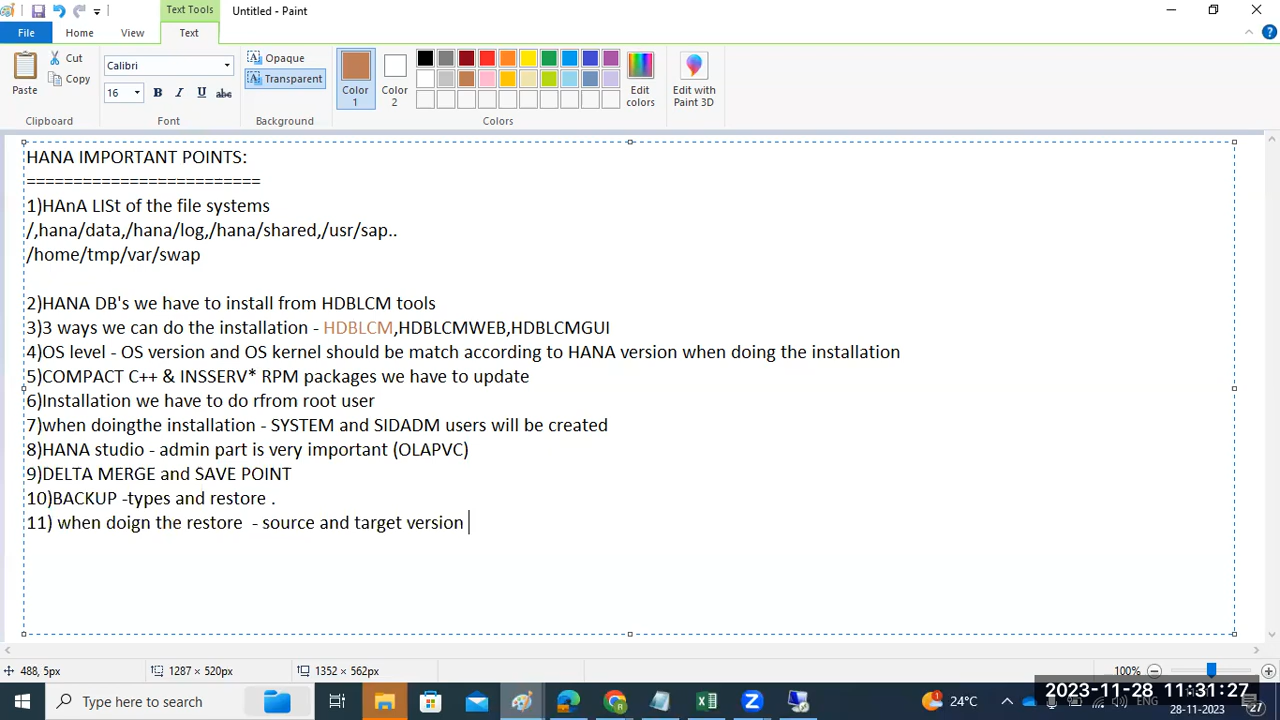 Text Tools
Untitled - Paint
File
Home
View
Text
Paste
Cut
Copy
Clipboard
Calibri
16
B I U abc
Font
Opaque
Transparent
Background
Color 1
Color 2
Edit colors
Colors
Edit with Paint 3D
HANA IMPORTANT POINTS:
=========================
1)HAnA LISt of the file systems
/,hana/data,/hana/log,/hana/shared,/usr/sap..
/home/tmp/var/swap
2)HANA DB's we have to install from HDBLCM tools
3)3 ways we can do the installation - HDBLCM,HDBLCMWEB,HDBLCMGUI
4)OS level - OS version and OS kernel should be match according to HANA version when doing the installation
5)COMPACT C++ & INSSERV* RPM packages we have to update
6)Installation we have to do rfrom root user
7)when doingthe installation - SYSTEM and SIDADM users will be created
8)HANA studio - admin part is very important (OLAPVC)
9)DELTA MERGE and SAVE POINT
10)BACKUP -types and restore .
11) when doign the restore  - source and target version
488, 5px
1287 × 520px
1352 × 562px
100%
Type here to search
1
24°C
ENG
2023-11-28 11:31:27
28-11-2023
27